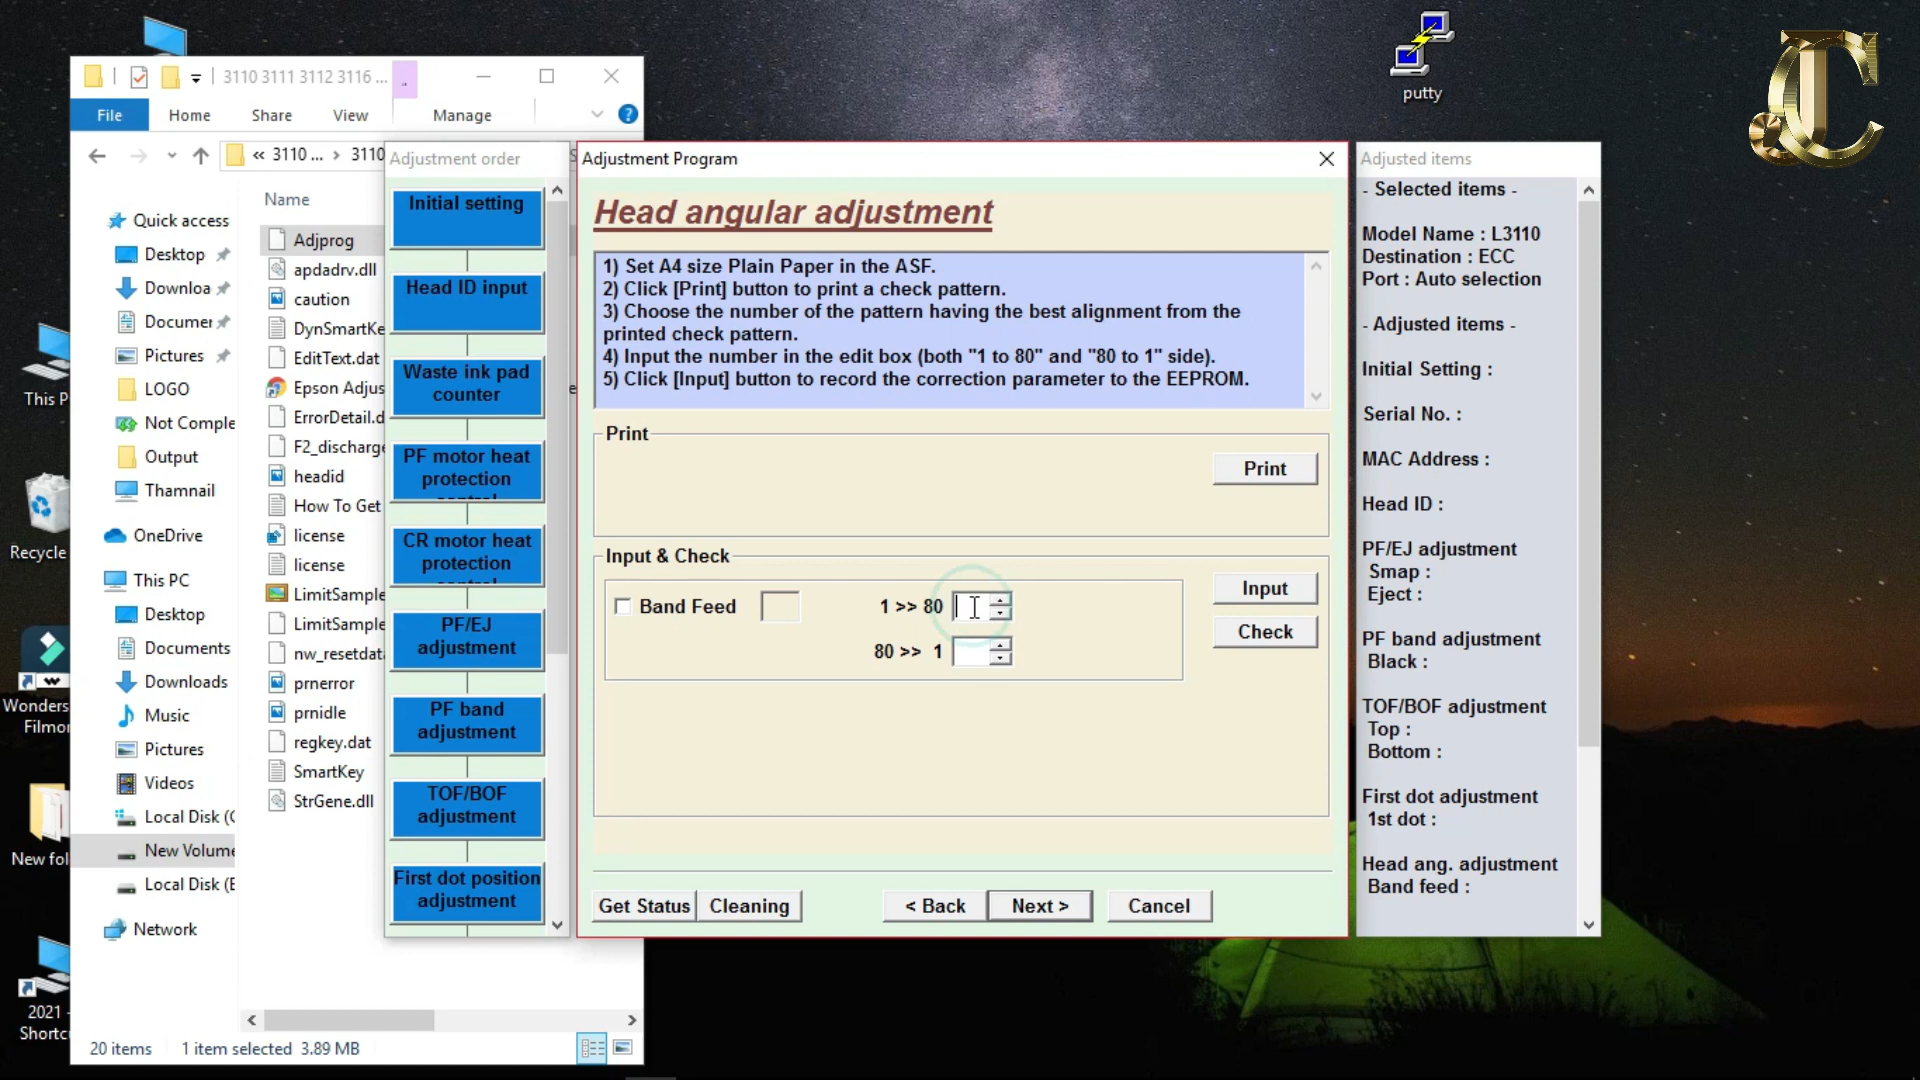 3110 3111 3112 3116 ...
File
Home
Share
View
Manage
« 3110 ... › 3110
Name
Quick access
Desktop
Downloa
Documer
Pictures
LOGO
Not Comple
Output
Thamnail
OneDrive
This PC
Desktop
Documents
Downloads
Music
Pictures
Videos
Local Disk (C
New Volume
Local Disk (E
Network
Adjprog
apdadrv.dll
caution
DynSmartKe
EditText.dat
Epson Adjus
ErrorDetail.d
F2_discharge
headid
How To Get
license
license
LimitSample
LimitSample
nw_resetdata
prnerror
prnidle
regkey.dat
SmartKey
StrGene.dll
20 items
1 item selected 3.89 MB
This P
Recycle
Wonders
Filmor
New fol
2021 -
Shortc
putty
JC
Adjustment order
Initial setting
Head ID input
Waste ink pad
counter
PF motor heat
protection
control
CR motor heat
protection
PF/EJ
adjustment
PF band
adjustment
TOF/BOF
adjustment
First dot position
adjustment
Adjustment Program
Head angular adjustment
1) Set A4 size Plain Paper in the ASF.
2) Click [Print] button to print a check pattern.
3) Choose the number of the pattern having the best alignment from the
printed check pattern.
4) Input the number in the edit box (both "1 to 80" and "80 to 1" side).
5) Click [Input] button to record the correction parameter to the EEPROM.
Print
Print
Input & Check
Band Feed
1 >> 80
80 >> 1
Input
Check
Get Status
Cleaning
< Back
Next >
Cancel
Adjusted items
- Selected items -
Model Name : L3110
Destination : ECC
Port : Auto selection
- Adjusted items -
Initial Setting :
Serial No. :
MAC Address :
Head ID :
PF/EJ adjustment
Smap :
Eject :
PF band adjustment
Black :
TOF/BOF adjustment
Top :
Bottom :
First dot adjustment
1st dot :
Head ang. adjustment
Band feed :